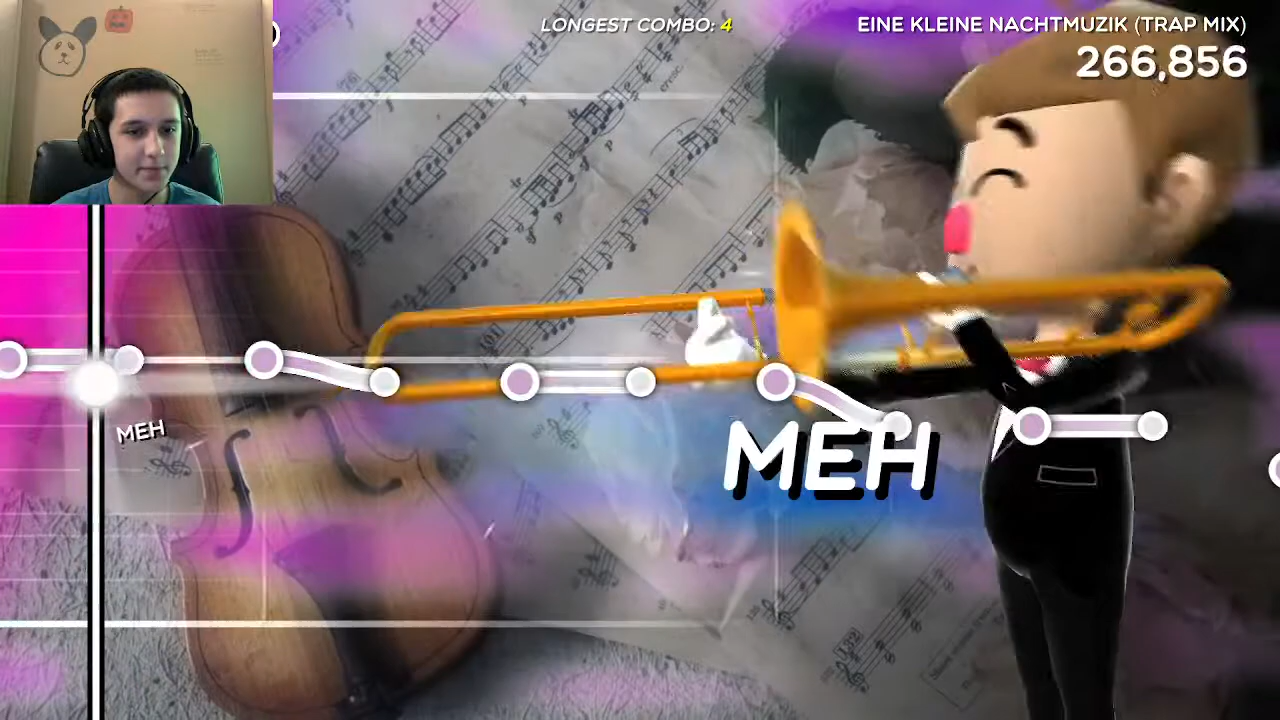 LONGEST COMBO: 4
EINE KLEINE NACHTMUZIK (TRAP MIX)
266,856
MEH
MEH